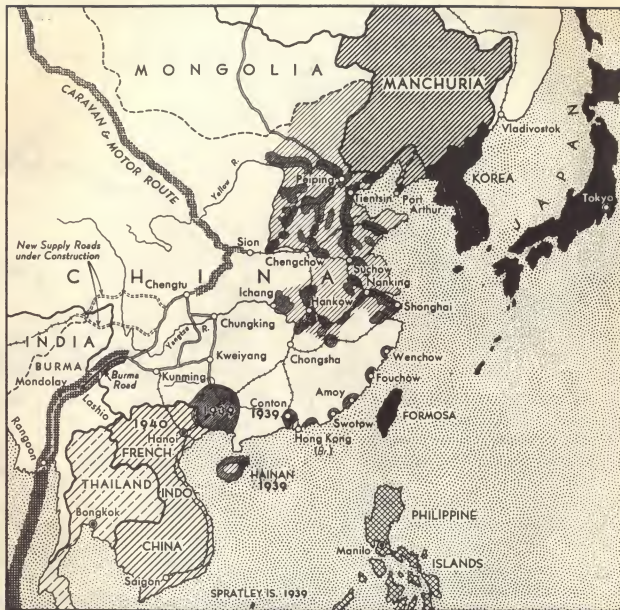 MONGOLIA
MANCHURIA
CARAVAN & MOTOR ROUTE
Vladivostok
JAPAN
Yellow R.
Peiping
Tientsin
Port
Arthur
KOREA
Tokyo
Sian
Chengchow
Suchow
New Supply Roads
under Construction
CHINA
Chengtu
Ichang
Nanking
Hankow
Shanghai
INDIA
Yangtze R.
Chungking
BURMA
Mandalay
Burma
Road
Kweiyang
Changsha
Wenchow
Kunming
Foochow
Lashio
1939
Canton
1939
Amoy
Swatow
FORMOSA
1940
Hanoi
Hong Kong
(Br.)
Rangoon
FRENCH
INDO
CHINA
HAINAN
1939
THAILAND
Bangkok
PHILIPPINE
ISLANDS
Manila
Saigon
SPRATLEY IS. 1939